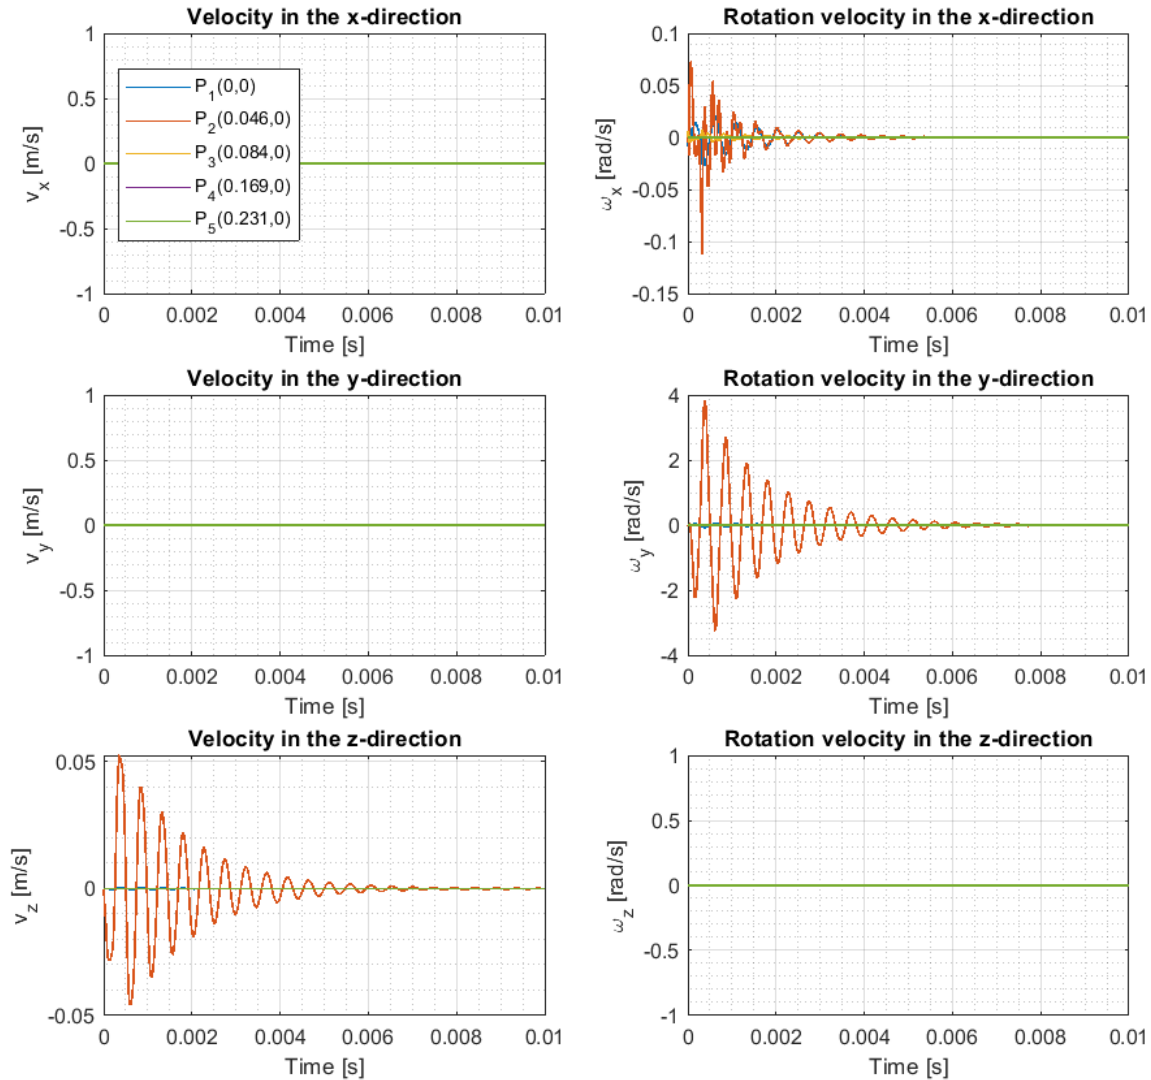 Velocity in the x-direction
1
0.5
0
-0.5
-1
v_x [m/s]
P_1(0,0)
P_2(0.046,0)
P_3(0.084,0)
P_4(0.169,0)
P_5(0.231,0)
0 0.002 0.004 0.006 0.008 0.01
Time [s]
Rotation velocity in the x-direction
0.1
0.05
0
-0.05
-0.1
-0.15
ω_x [rad/s]
0 0.002 0.004 0.006 0.008 0.01
Time [s]
Velocity in the y-direction
1
0.5
0
-0.5
-1
v_y [m/s]
0 0.002 0.004 0.006 0.008 0.01
Time [s]
Rotation velocity in the y-direction
4
2
0
-2
-4
ω_y [rad/s]
0 0.002 0.004 0.006 0.008 0.01
Time [s]
Velocity in the z-direction
0.05
0
-0.05
v_z [m/s]
0 0.002 0.004 0.006 0.008 0.01
Time [s]
Rotation velocity in the z-direction
1
0.5
0
-0.5
-1
ω_z [rad/s]
0 0.002 0.004 0.006 0.008 0.01
Time [s]